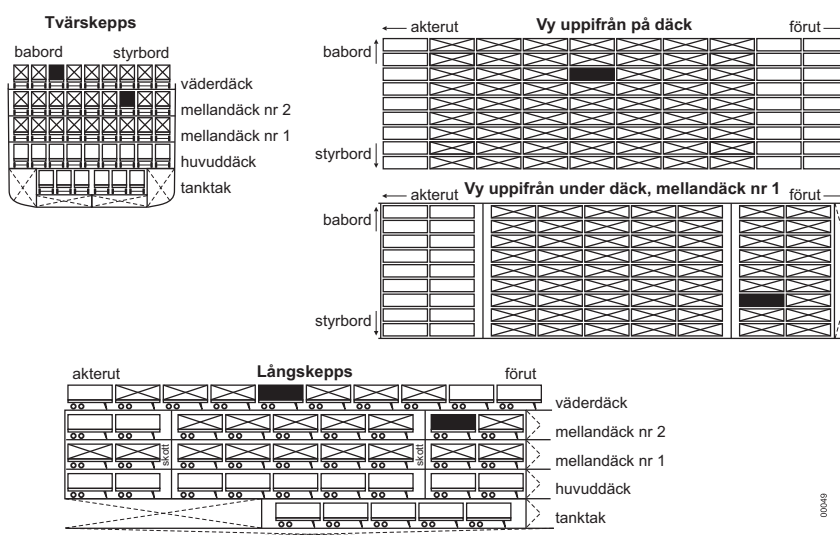 Tvärskepps
babord styrbord
väderdäck
mellandäck nr 2
mellandäck nr 1
huvuddäck
tanktak
akterut Vy uppifrån på däck förut
babord
styrbord
akterut Vy uppifrån under däck, mellandäck nr 1 förut
babord
styrbord
akterut Långskepps förut
väderdäck
mellandäck nr 2
skott skott
mellandäck nr 1
huvuddäck
tanktak
00049